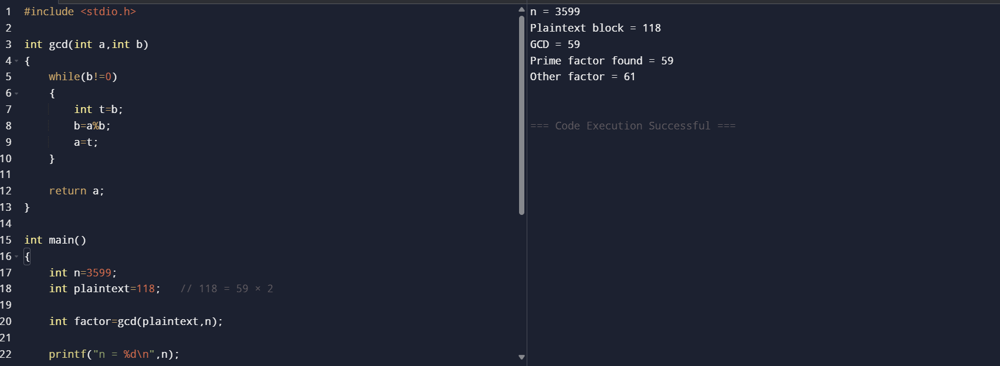 1 #include <stdio.h>
2
3 int gcd(int a,int b)
4 {
5 while(b!=0)
6 {
7 int t=b;
8 b=a%b;
9 a=t;
10 }
11
12 return a;
13 }
14
15 int main()
16 {
17 int n=3599;
18 int plaintext=118; // 118 = 59 × 2
19
20 int factor=gcd(plaintext,n);
21
22 printf("n = %d\n",n);
n = 3599
Plaintext block = 118
GCD = 59
Prime factor found = 59
Other factor = 61
=== Code Execution Successful ===